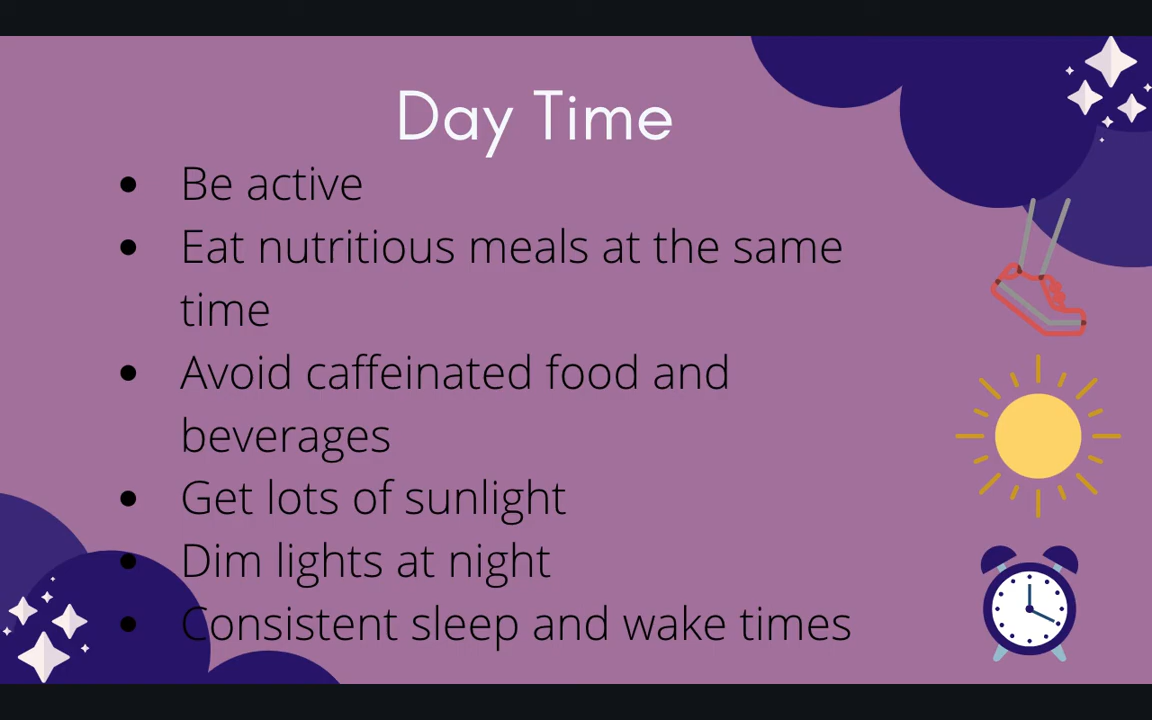 Day Time
• Be active
• Eat nutritious meals at the same
time
• Avoid caffeinated food and
beverages
• Get lots of sunlight
• Dim lights at night
• Consistent sleep and wake times